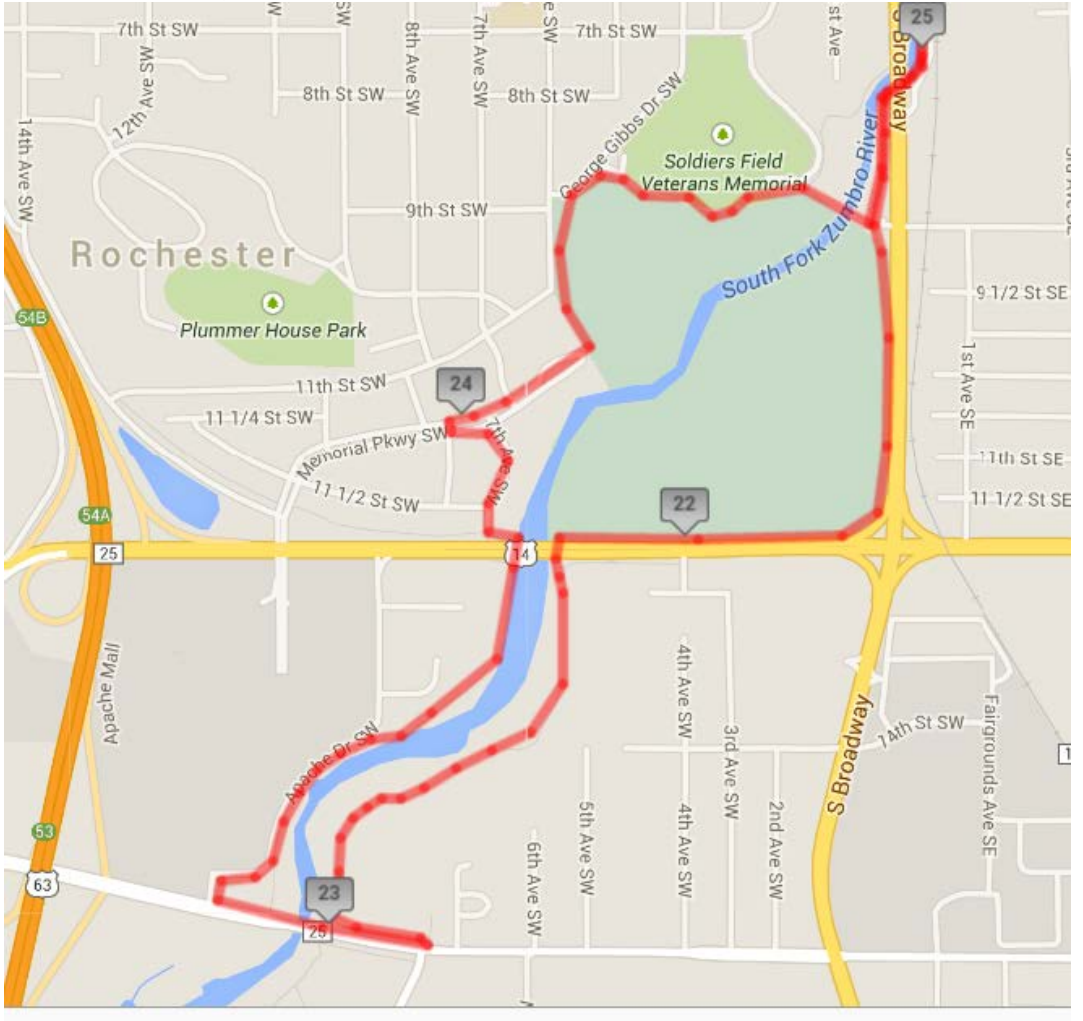 7th St SW
7th St SW
8th St SW
8th St SW
12th Ave SW
14th Ave SW
8th Ave SW
7th Ave SW
e SW
SW
1st Ave
25
S Broadway
George Gibbs Dr SW
Soldiers Field
Veterans Memorial
South Fork Zumbro River
9th St SW
Rochester
Plummer House Park
54B
9 1/2 St SE
1st Ave SE
11th St SW
24
11 1/4 St SW
Memorial Pkwy SW
7th Ave SW
11 1/2 St SW
11th St SE
11 1/2 St SE
22
54A
25
14
Apache Mall
4th Ave SW
3rd Ave SW
14th St SW
S Broadway
Fairgrounds Ave SE
Apache Dr SW
5th Ave SW
4th Ave SW
2nd Ave SW
6th Ave SW
53
63
23
25
1